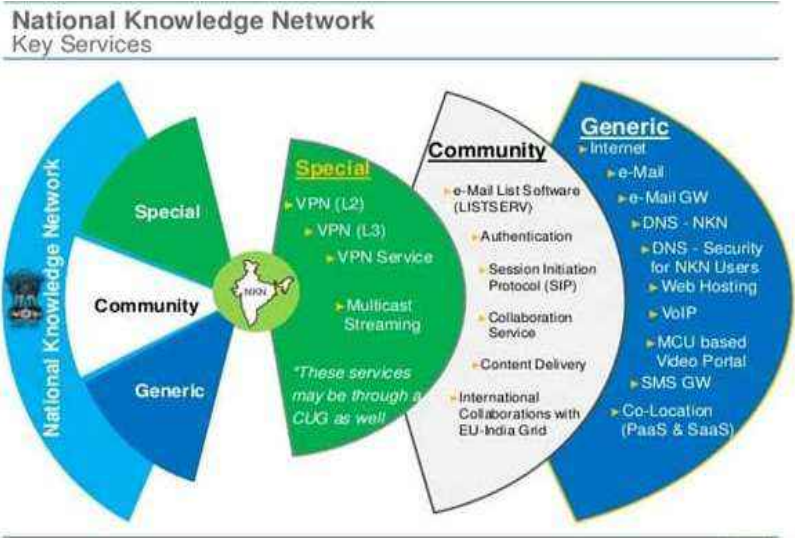 National Knowledge Network
Key Services
National Knowledge Network
Special
Community
Generic
NKN
Special
VPN (L2)
VPN (L3)
VPN Service
Multicast
Streaming
*These services
may be through a
CUG as well
Community
e-Mail List Software
(LISTSERV)
Authentication
Session Initiation
Protocol (SIP)
Collaboration
Service
Content Delivery
International
Collaborations with
EU-India Grid
Generic
Internet
e-Mail
e-Mail GW
DNS - NKN
DNS - Security
for NKN Users
Web Hosting
VoIP
MCU based
Video Portal
SMS GW
Co-Location
(PaaS & SaaS)